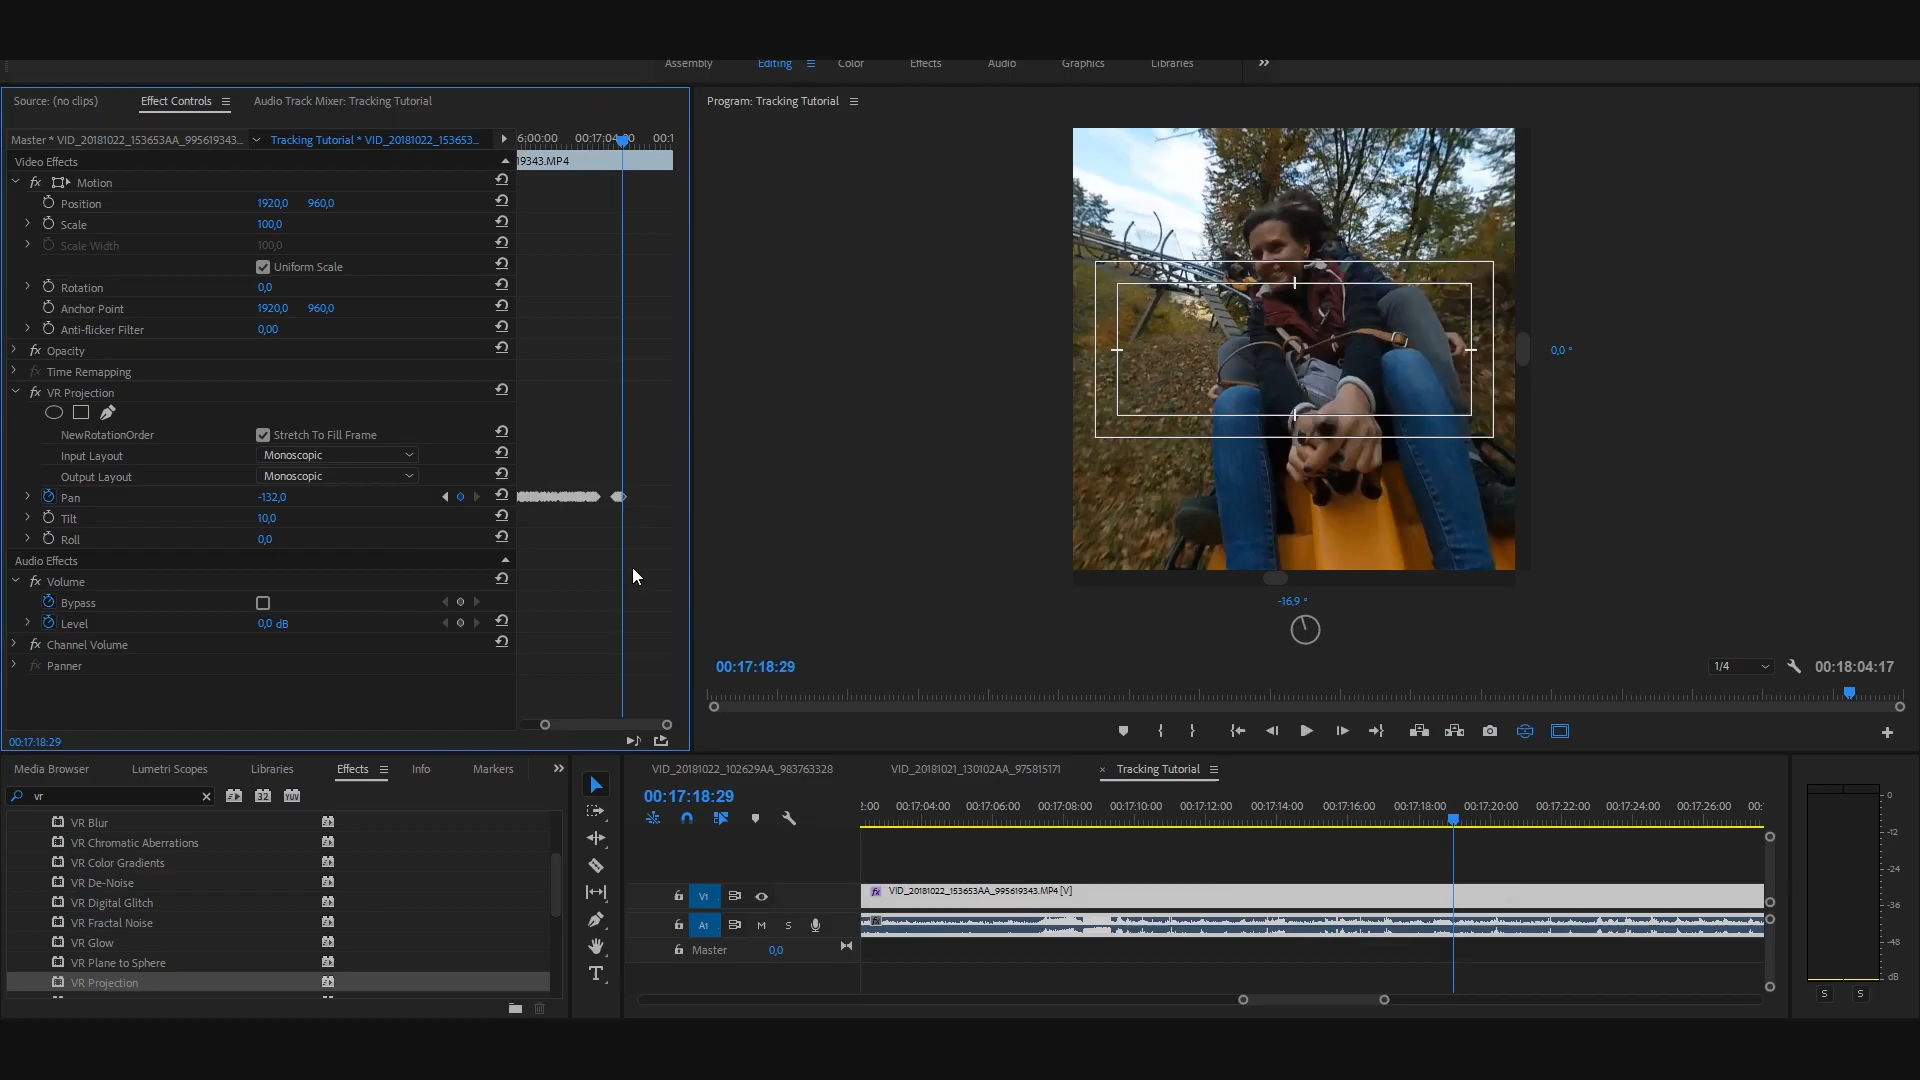 Assembly Editing Color Effects Audio Graphics Libraries
Source: (no clips) Effect Controls Audio Track Mixer: Tracking Tutorial
Program: Tracking Tutorial
Master * VID_20181022_153653AA_995619343... Tracking Tutorial * VID_20181022_153653...
6:00:00 00:17:04:00 00:1
Video Effects
19343.MP4
fx Motion
Position 1920,0 960,0
Scale 100,0
Scale Width 100,0
Uniform Scale
Rotation 0,0
Anchor Point 1920,0 960,0
Anti-flicker Filter 0,00
fx Opacity
fx Time Remapping
fx VR Projection
NewRotationOrder Stretch To Fill Frame
Input Layout Monoscopic
Output Layout Monoscopic
Pan -132,0
Tilt 10,0
Roll 0,0
Audio Effects
fx Volume
Bypass
Level 0,0 dB
fx Channel Volume
fx Panner
00:17:18:29
0,0 °
-16,9 °
00:17:18:29 1/4 00:18:04:17
Media Browser Lumetri Scopes Libraries Effects Info Markers
vr 32 YUV
VR Blur
VR Chromatic Aberrations
VR Color Gradients
VR De-Noise
VR Digital Glitch
VR Fractal Noise
VR Glow
VR Plane to Sphere
VR Projection
VID_20181022_102629AA_983763328 VID_20181021_130102AA_975815171 × Tracking Tutorial
00:17:18:29
2:00 00:17:04:00 00:17:06:00 00:17:08:00 00:17:10:00 00:17:12:00 00:17:14:00 00:17:16:00 00:17:18:00 00:17:20:00 00:17:22:00 00:17:24:00 00:17:26:00 00:
V1 fx VID_20181022_153653AA_995619343.MP4 [V]
A1 M S fx
Master 0,0
T
0
-12
-24
-36
-48
dB
S S